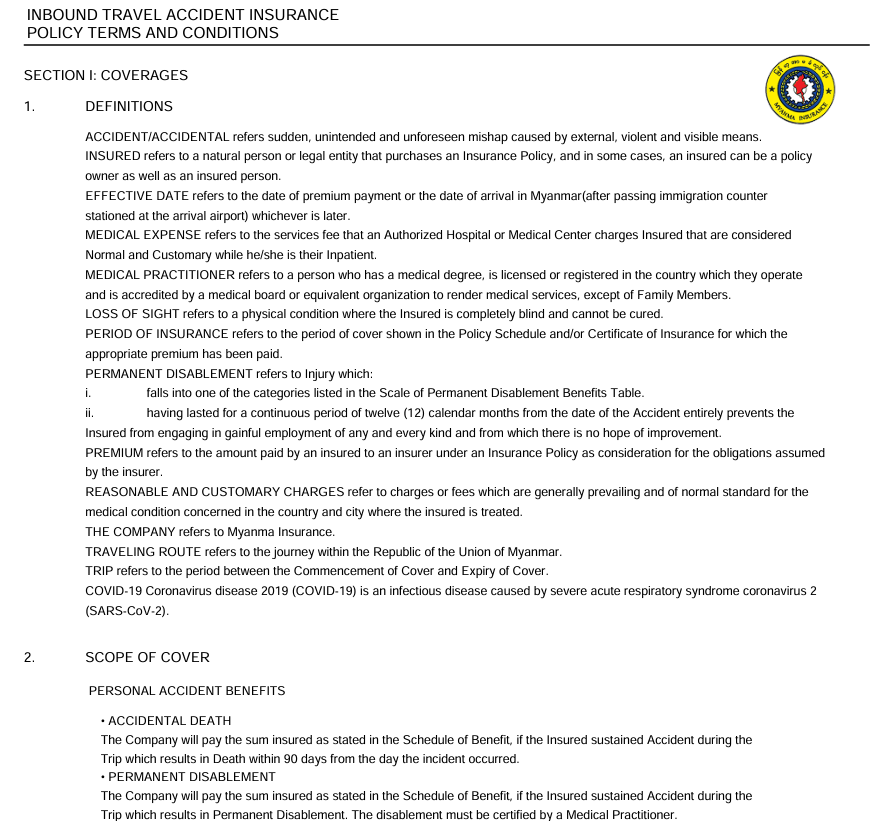 INBOUND TRAVEL ACCIDENT INSURANCE
POLICY TERMS AND CONDITIONS
SECTION I: COVERAGES
MYANMA INSURANCE
1. DEFINITIONS
ACCIDENT/ACCIDENTAL refers sudden, unintended and unforeseen mishap caused by external, violent and visible means.
INSURED refers to a natural person or legal entity that purchases an Insurance Policy, and in some cases, an insured can be a policy
owner as well as an insured person.
EFFECTIVE DATE refers to the date of premium payment or the date of arrival in Myanmar(after passing immigration counter
stationed at the arrival airport) whichever is later.
MEDICAL EXPENSE refers to the services fee that an Authorized Hospital or Medical Center charges Insured that are considered
Normal and Customary while he/she is their Inpatient.
MEDICAL PRACTITIONER refers to a person who has a medical degree, is licensed or registered in the country which they operate
and is accredited by a medical board or equivalent organization to render medical services, except of Family Members.
LOSS OF SIGHT refers to a physical condition where the Insured is completely blind and cannot be cured.
PERIOD OF INSURANCE refers to the period of cover shown in the Policy Schedule and/or Certificate of Insurance for which the
appropriate premium has been paid.
PERMANENT DISABLEMENT refers to Injury which:
i. falls into one of the categories listed in the Scale of Permanent Disablement Benefits Table.
ii. having lasted for a continuous period of twelve (12) calendar months from the date of the Accident entirely prevents the
Insured from engaging in gainful employment of any and every kind and from which there is no hope of improvement.
PREMIUM refers to the amount paid by an insured to an insurer under an Insurance Policy as consideration for the obligations assumed
by the insurer.
REASONABLE AND CUSTOMARY CHARGES refer to charges or fees which are generally prevailing and of normal standard for the
medical condition concerned in the country and city where the insured is treated.
THE COMPANY refers to Myanma Insurance.
TRAVELING ROUTE refers to the journey within the Republic of the Union of Myanmar.
TRIP refers to the period between the Commencement of Cover and Expiry of Cover.
COVID-19 Coronavirus disease 2019 (COVID-19) is an infectious disease caused by severe acute respiratory syndrome coronavirus 2
(SARS-CoV-2).
2. SCOPE OF COVER
PERSONAL ACCIDENT BENEFITS
• ACCIDENTAL DEATH
The Company will pay the sum insured as stated in the Schedule of Benefit, if the Insured sustained Accident during the
Trip which results in Death within 90 days from the day the incident occurred.
• PERMANENT DISABLEMENT
The Company will pay the sum insured as stated in the Schedule of Benefit, if the Insured sustained Accident during the
Trip which results in Permanent Disablement. The disablement must be certified by a Medical Practitioner.